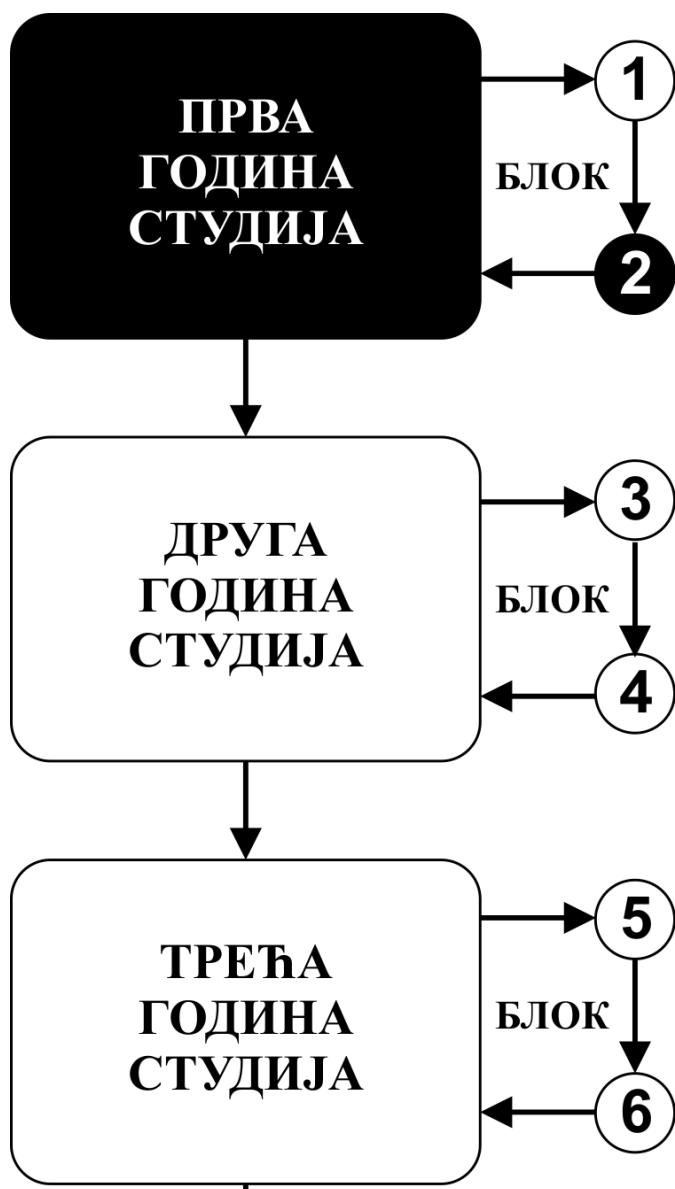 ПРВА
ГОДИНА
СТУДИЈА
1
БЛОК
2
ДРУГА
ГОДИНА
СТУДИЈА
3
БЛОК
4
ТРЕЋА
ГОДИНА
СТУДИЈА
5
БЛОК
6